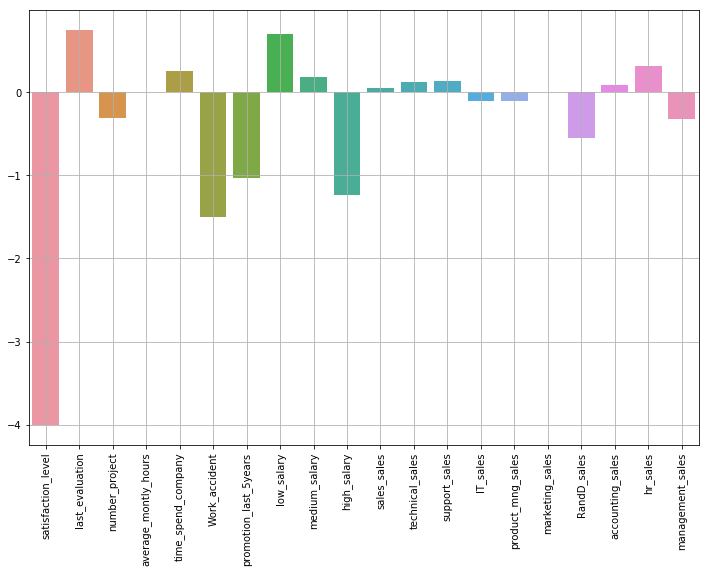 0
−1
−2
−3
−4
satisfaction_level
last_evaluation
number_project
average_montly_hours
time_spend_company
Work_accident
promotion_last_5years
low_salary
medium_salary
high_salary
sales_sales
technical_sales
support_sales
IT_sales
product_mng_sales
marketing_sales
RandD_sales
accounting_sales
hr_sales
management_sales